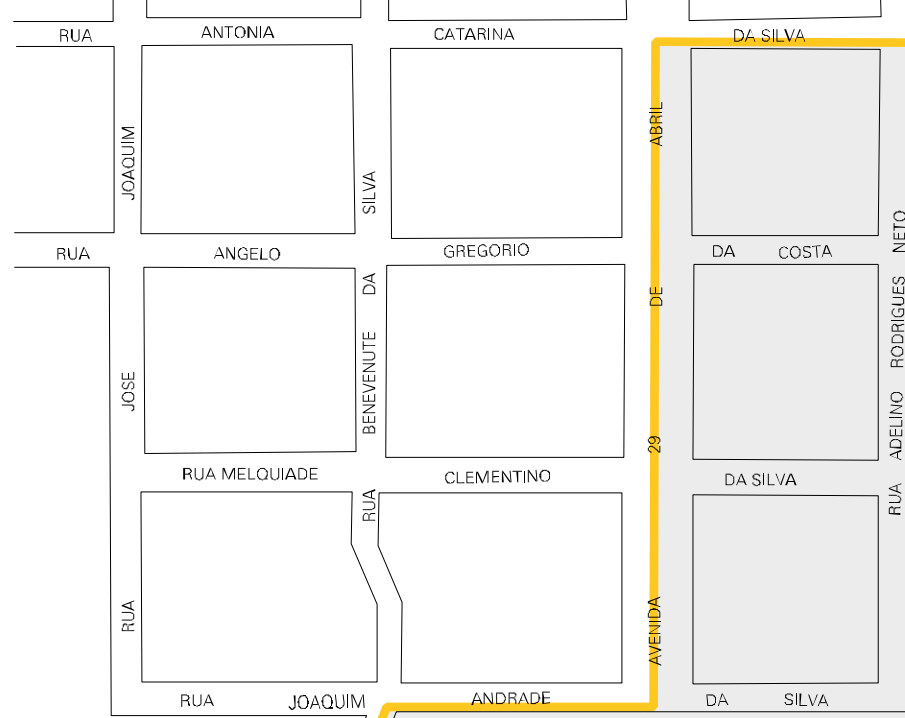 RUA ANTONIA CATARINA DA SILVA
RUA ANGELO GREGORIO DA COSTA
RUA MELQUIADE CLEMENTINO DA SILVA
RUA JOAQUIM ANDRADE DA SILVA
RUA JOSE JOAQUIM
RUA BENEVENUTE DA SILVA
AVENIDA 29 DE ABRIL
RUA ADELINO RODRIGUES NETO